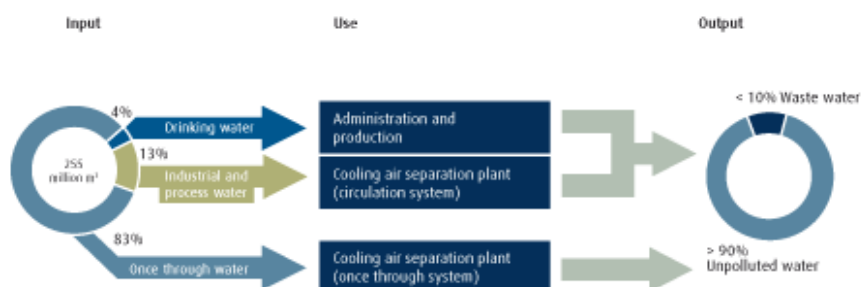 Input
Use
Output
4%
Drinking water
Administration and
production
< 10% Waste water
255
million m³
13%
Industrial and
process water
Cooling air separation plant
(circulation system)
83%
Once through water
Cooling air separation plant
(once through system)
> 90%
Unpolluted water